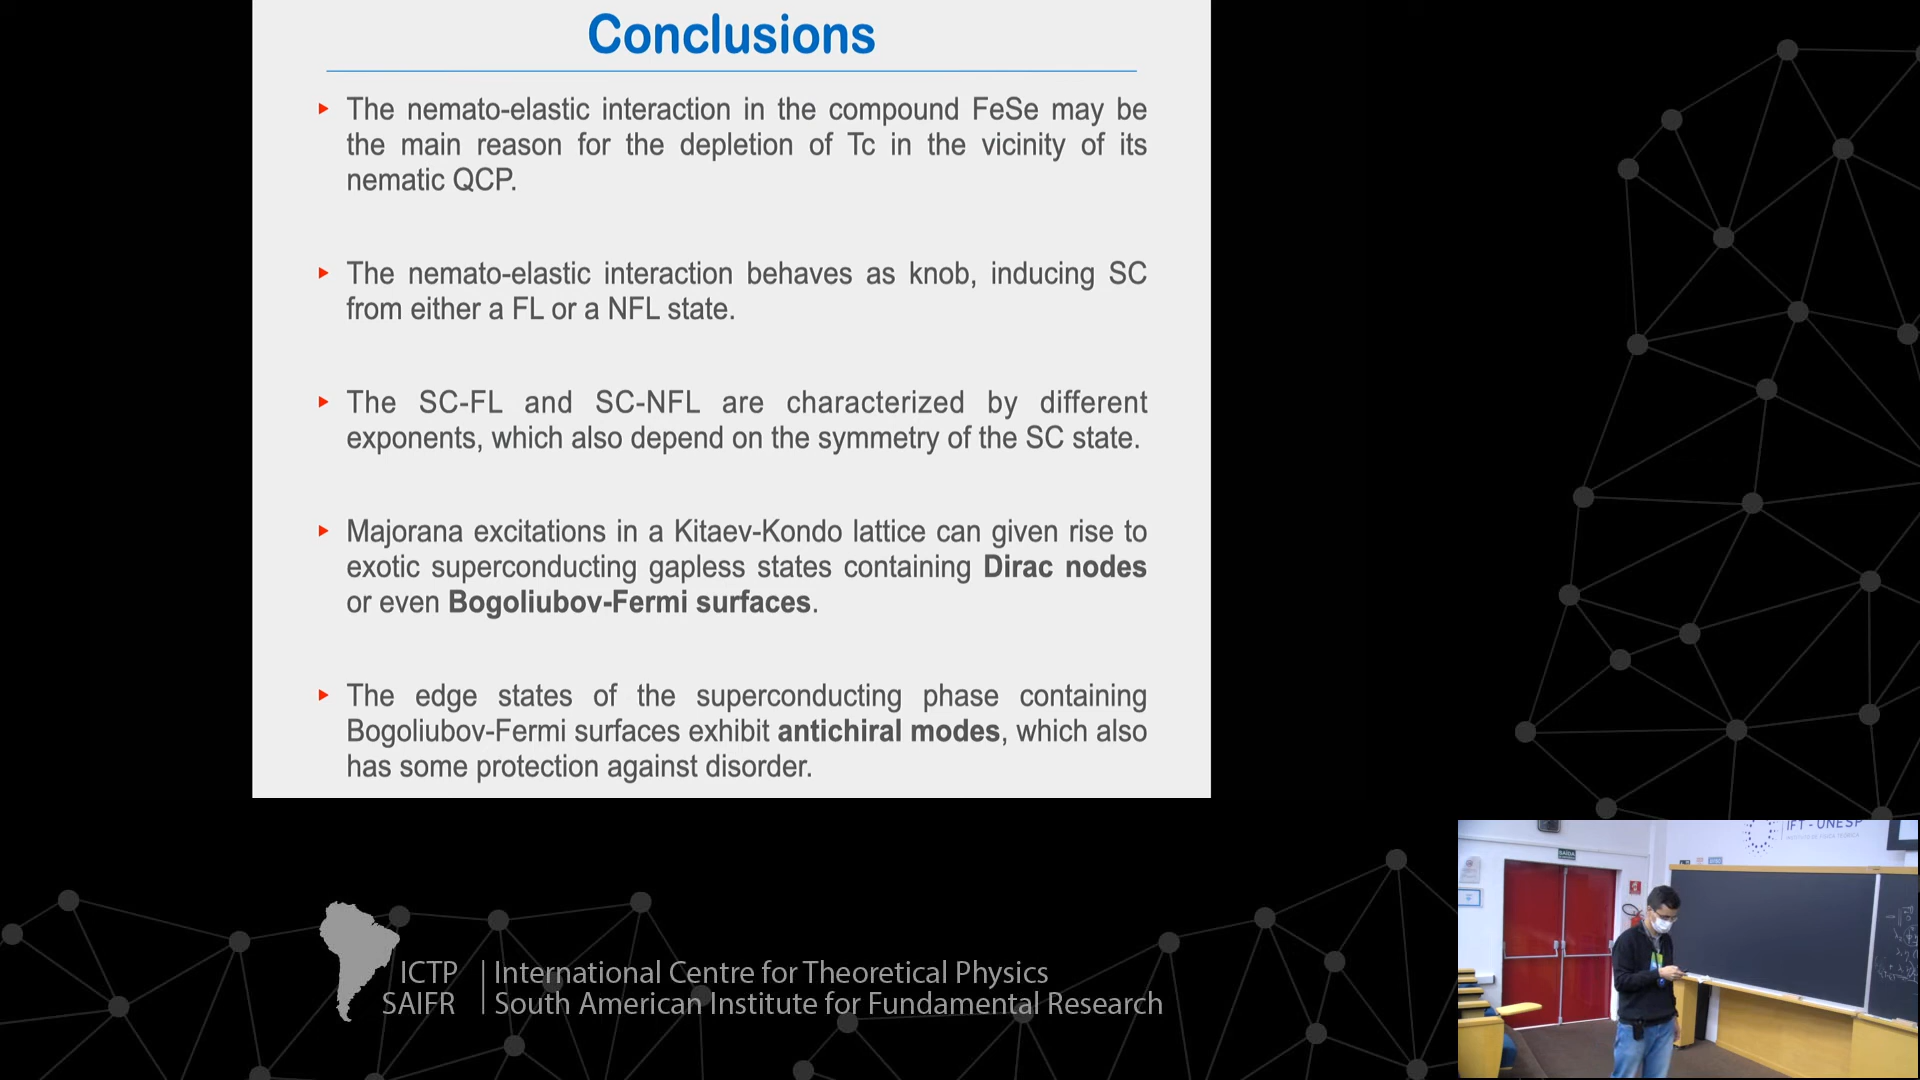 Conclusions
The nemato-elastic interaction in the compound FeSe may be
the main reason for the depletion of Tc in the vicinity of its
nematic QCP.
The nemato-elastic interaction behaves as knob, inducing SC
from either a FL or a NFL state.
The SC-FL and SC-NFL are characterized by different
exponents, which also depend on the symmetry of the SC state.
Majorana excitations in a Kitaev-Kondo lattice can given rise to
exotic superconducting gapless states containing Dirac nodes
or even Bogoliubov-Fermi surfaces.
The edge states of the superconducting phase containing
Bogoliubov-Fermi surfaces exhibit antichiral modes, which also
has some protection against disorder.
ICTP
SAIFR
International Centre for Theoretical Physics
South American Institute for Fundamental Research
IFT - UNESP
SAÍDA